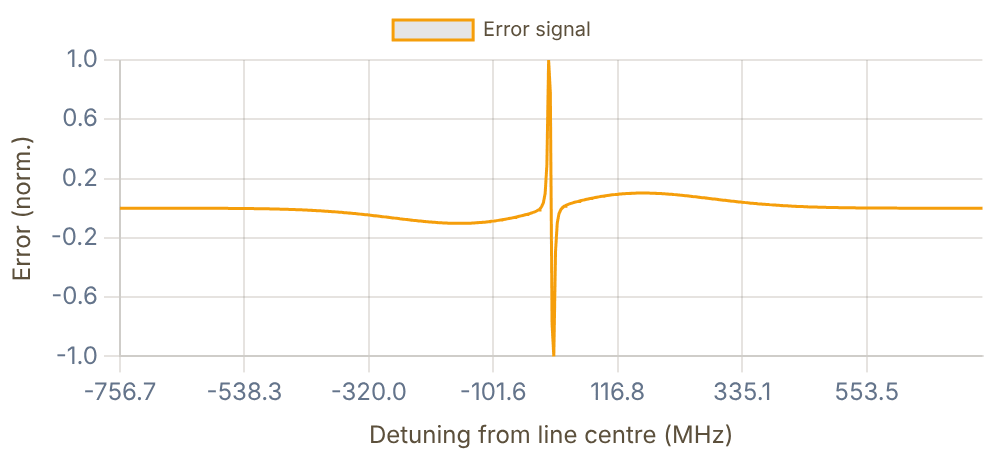 Error signal
1.0
0.6
0.2
-0.2
-0.6
-1.0
Error (norm.)
-756.7 -538.3 -320.0 -101.6 116.8 335.1 553.5
Detuning from line centre (MHz)